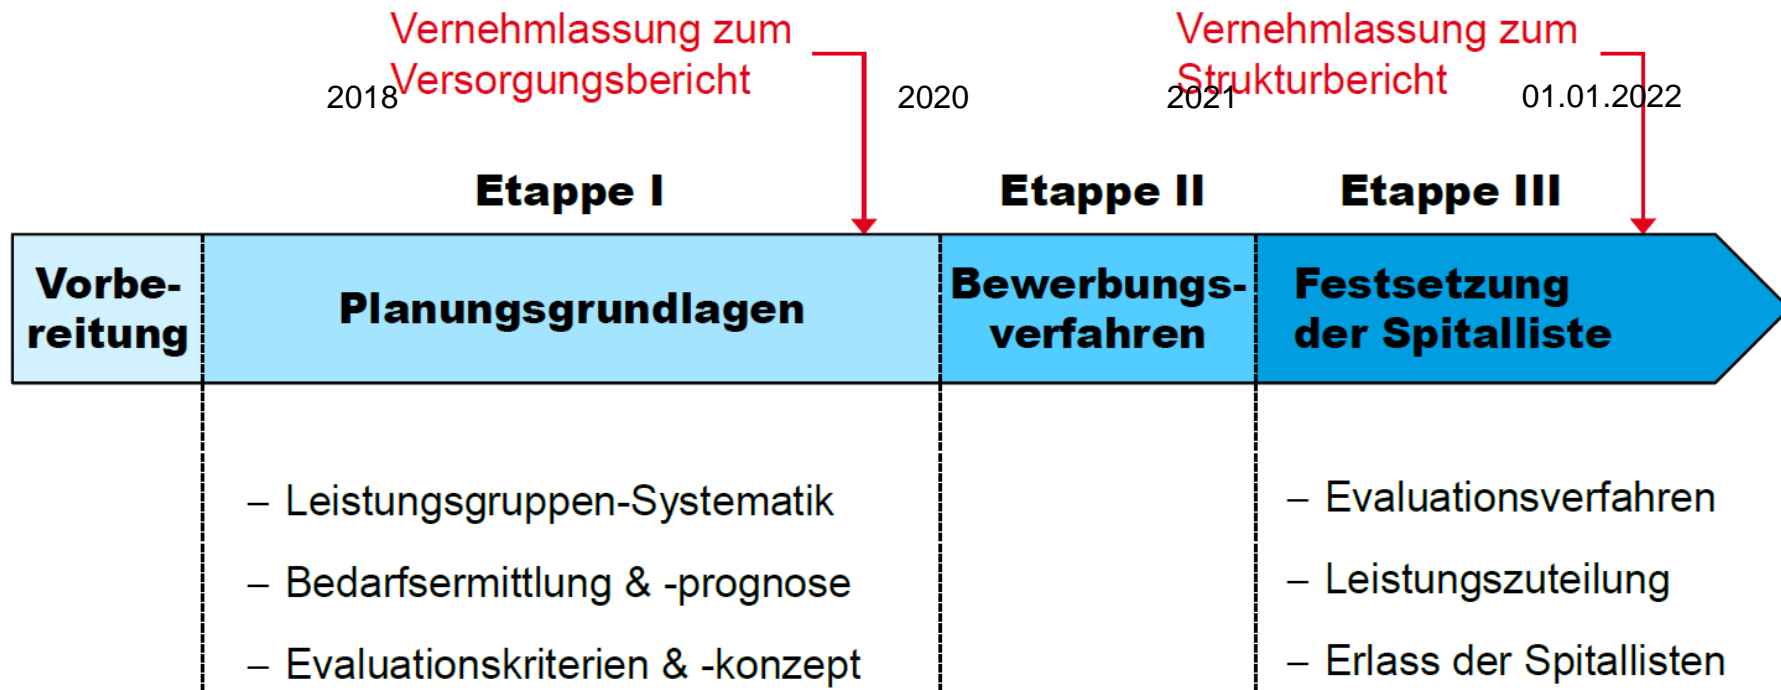 Vernehmlassung zum
Versorgungsbericht
Vernehmlassung zum
Strukturbericht
2018
2020
2021
01.01.2022
Etappe I
Etappe II
Etappe III
Vorbe-
reitung
Planungsgrundlagen
Bewerbungs-
verfahren
Festsetzung
der Spitalliste
– Leistungsgruppen-Systematik
– Bedarfsermittlung & -prognose
– Evaluationskriterien & -konzept
– Evaluationsverfahren
– Leistungszuteilung
– Erlass der Spitallisten